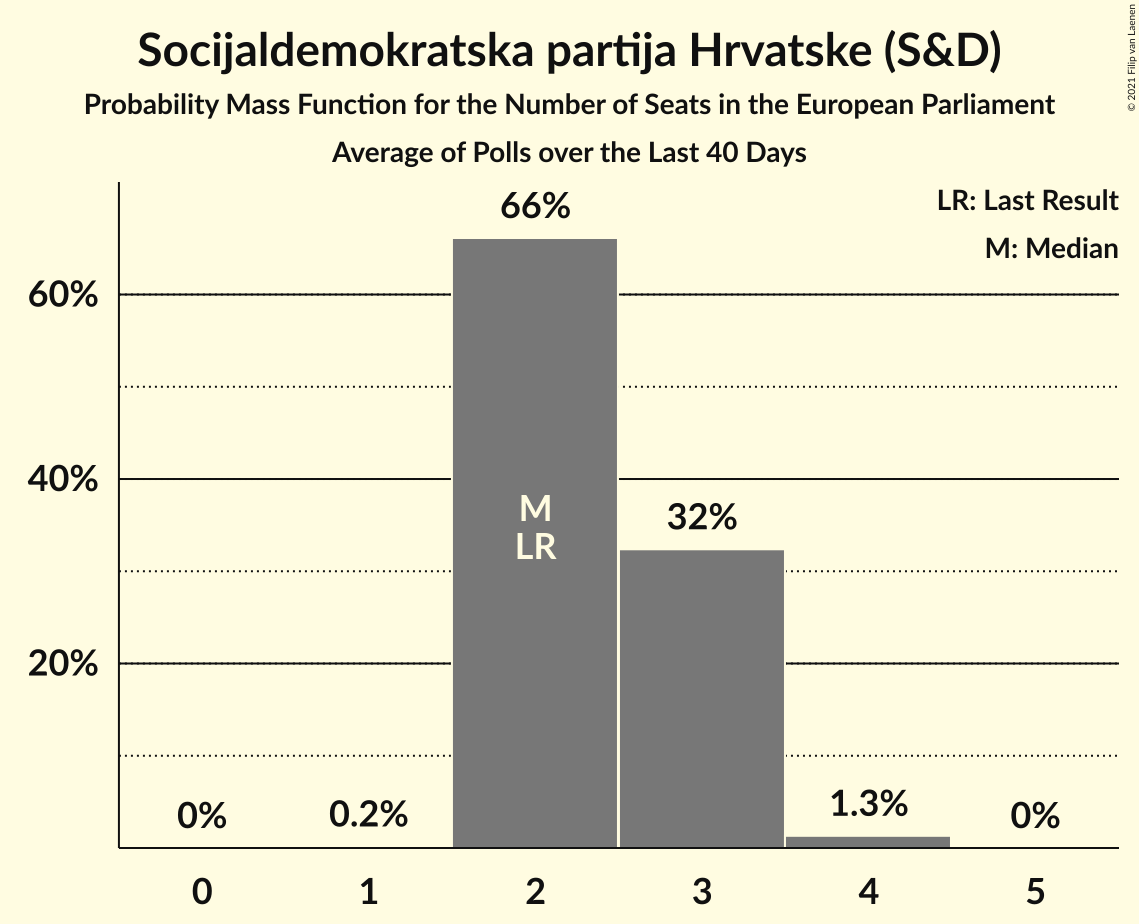 Socijaldemokratska partija Hrvatske (S&D)
Probability Mass Function for the Number of Seats in the European Parliament
Average of Polls over the Last 40 Days
© 2021 Filip van Laenen
LR: Last Result
M: Median
60%
40%
20%
0%
0.2%
66%
M
LR
32%
1.3%
0%
0
1
2
3
4
5